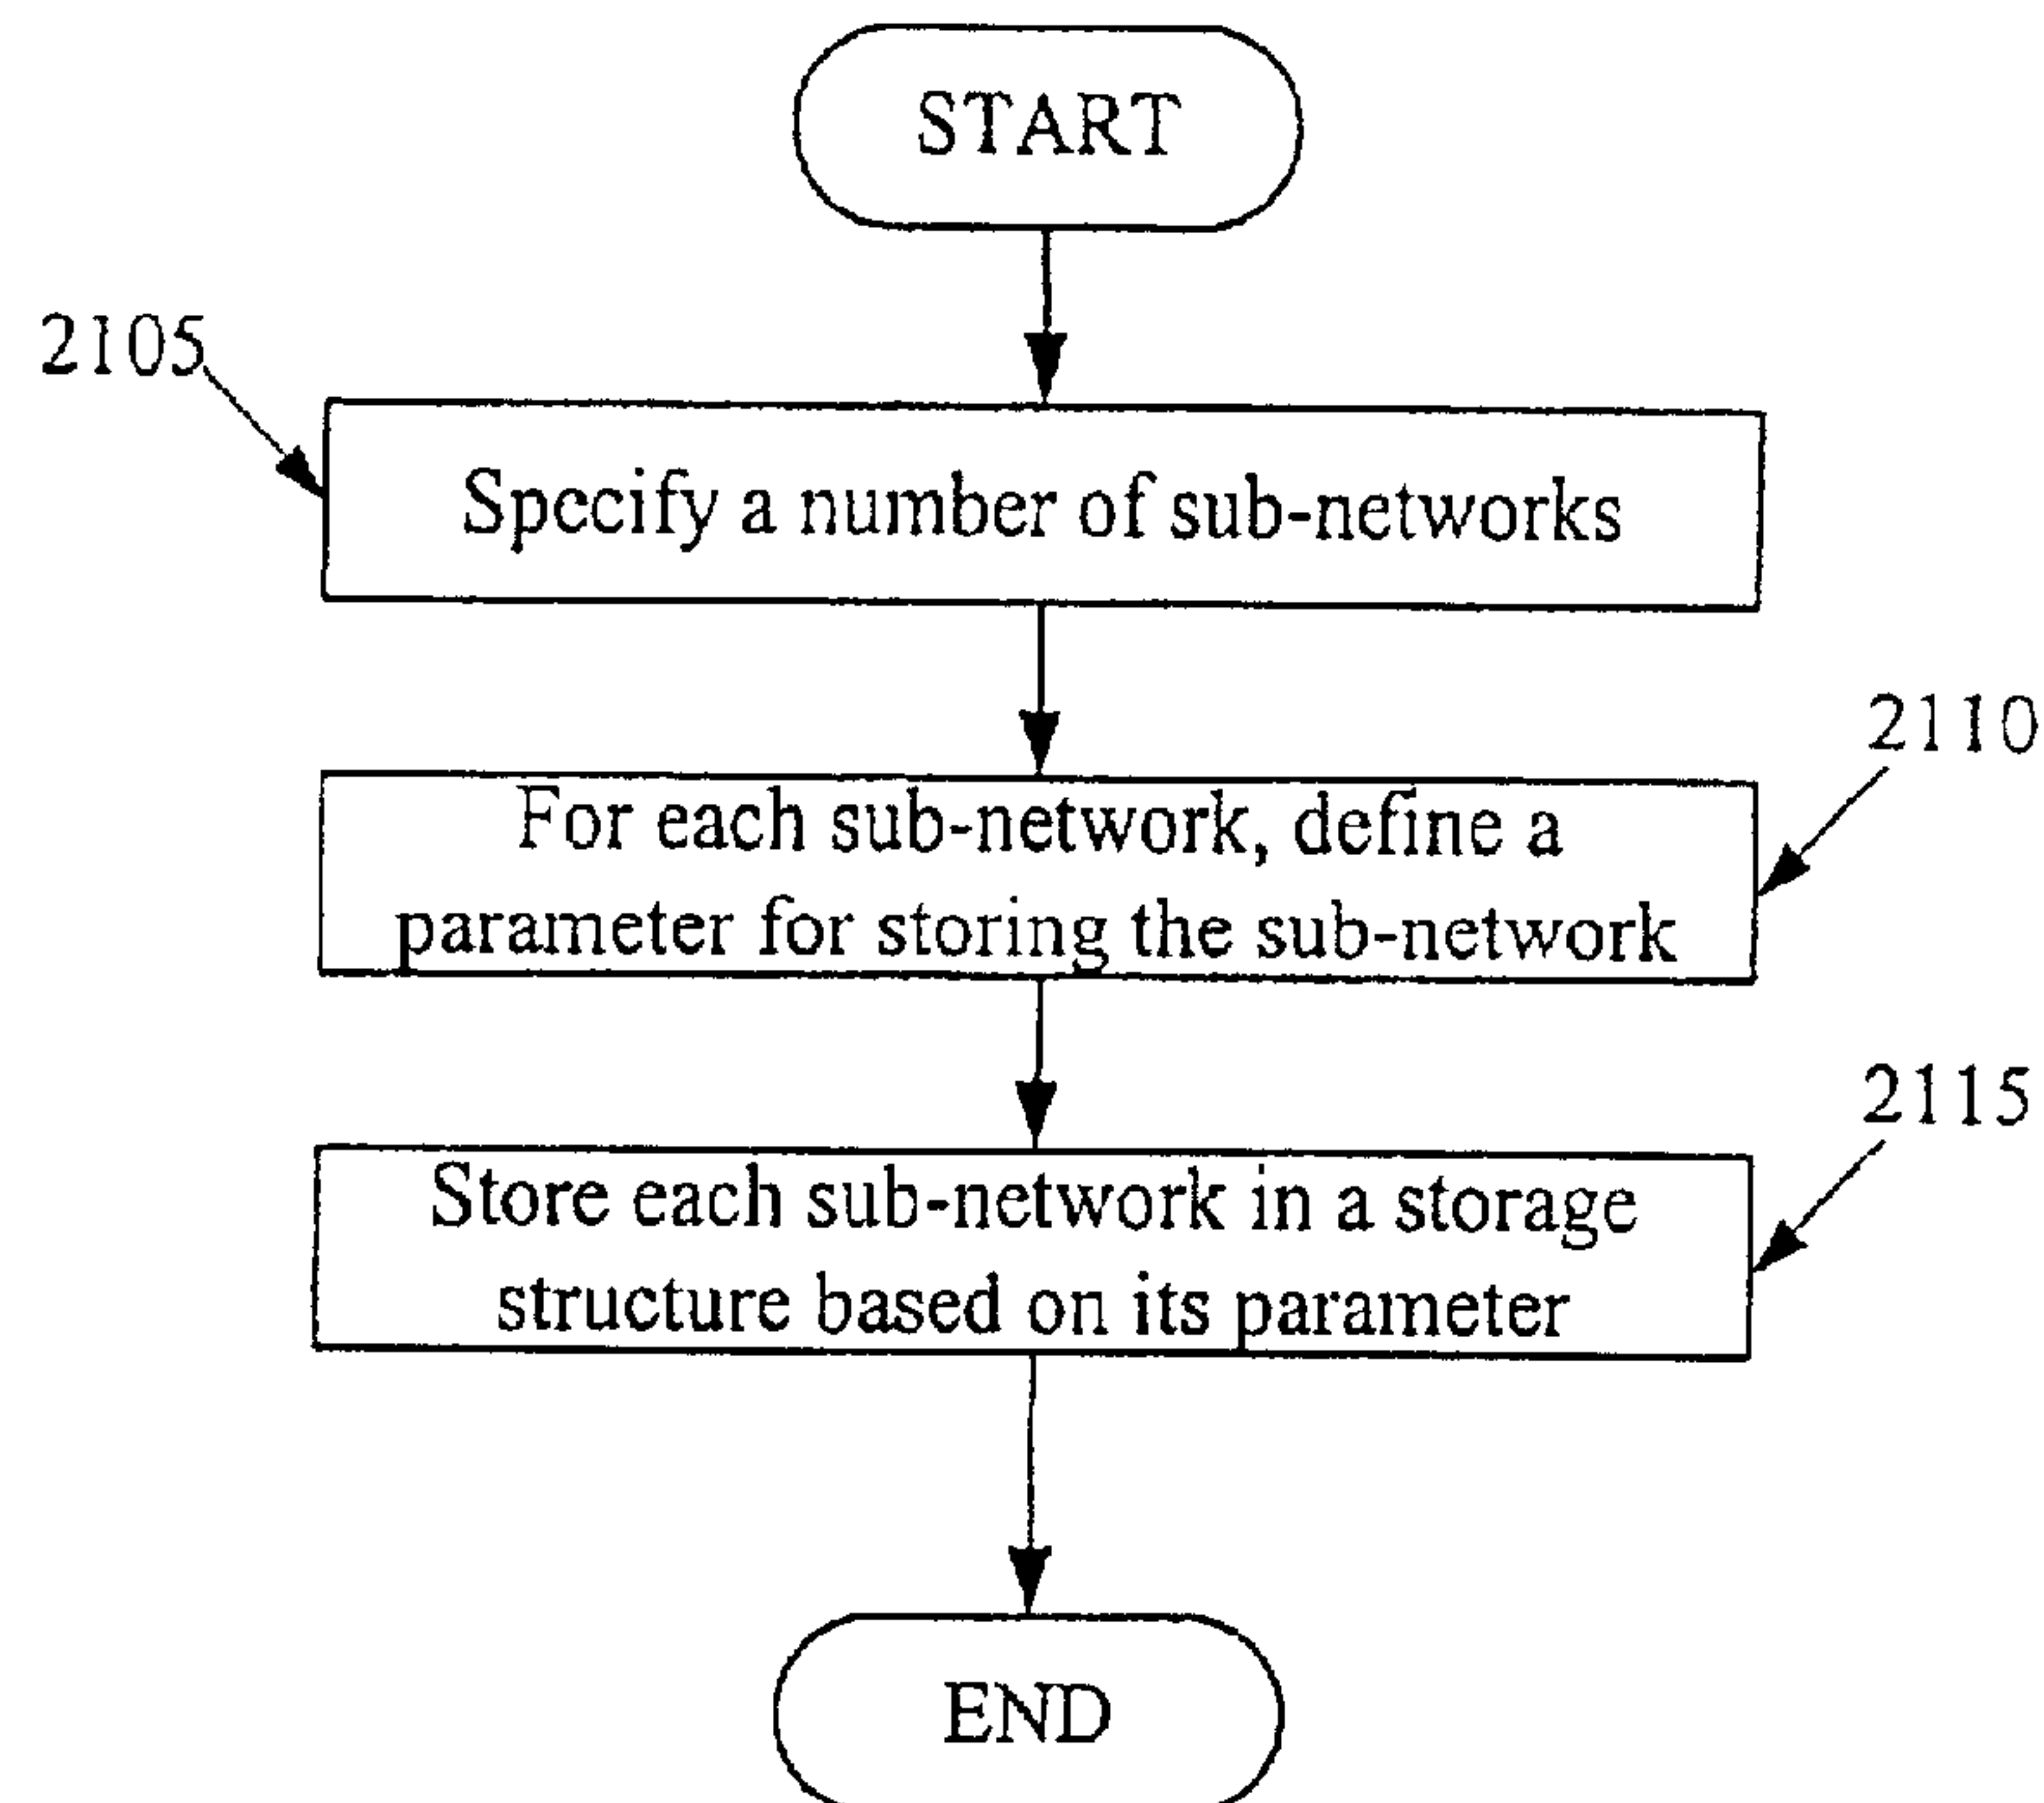 START
2105
Specify a number of sub-networks
2110
For each sub-network, define a
parameter for storing the sub-network
2115
Store each sub-network in a storage
structure based on its parameter
END